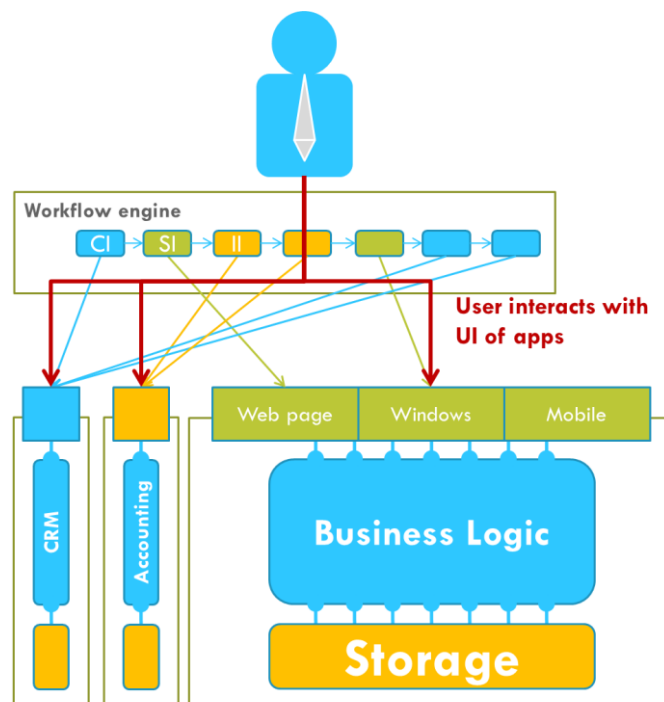 Workflow engine
CI
SI
II
User interacts with
UI of apps
Web page
Windows
Mobile
CRM
Accounting
Business Logic
Storage